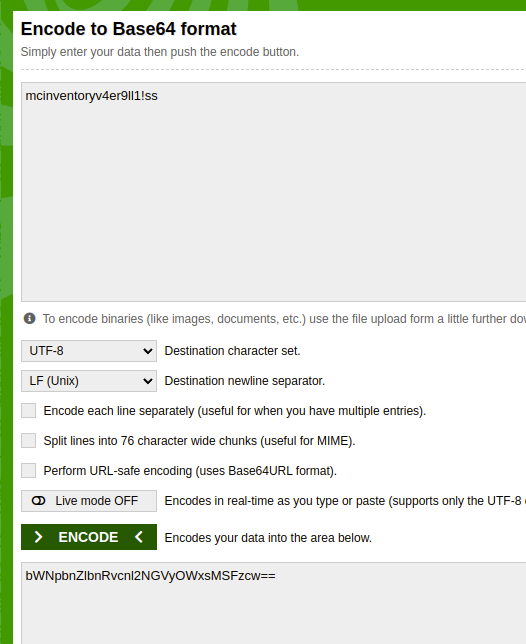 Encode to Base64 format
Simply enter your data then push the encode button.
mcinventoryv4er9ll1!ss
To encode binaries (like images, documents, etc.) use the file upload form a little further
UTF-8 Destination character set.
LF (Unix) Destination newline separator.
Encode each line separately (useful for when you have multiple entries).
Split lines into 76 character wide chunks (useful for MIME).
Perform URL-safe encoding (uses Base64URL format).
Live mode OFF Encodes in real-time as you type or paste (supports only the UTF-8
ENCODE Encodes your data into the area below.
bWNpbnZlbnRvcnl2NGVyOWxsMSFzcw==